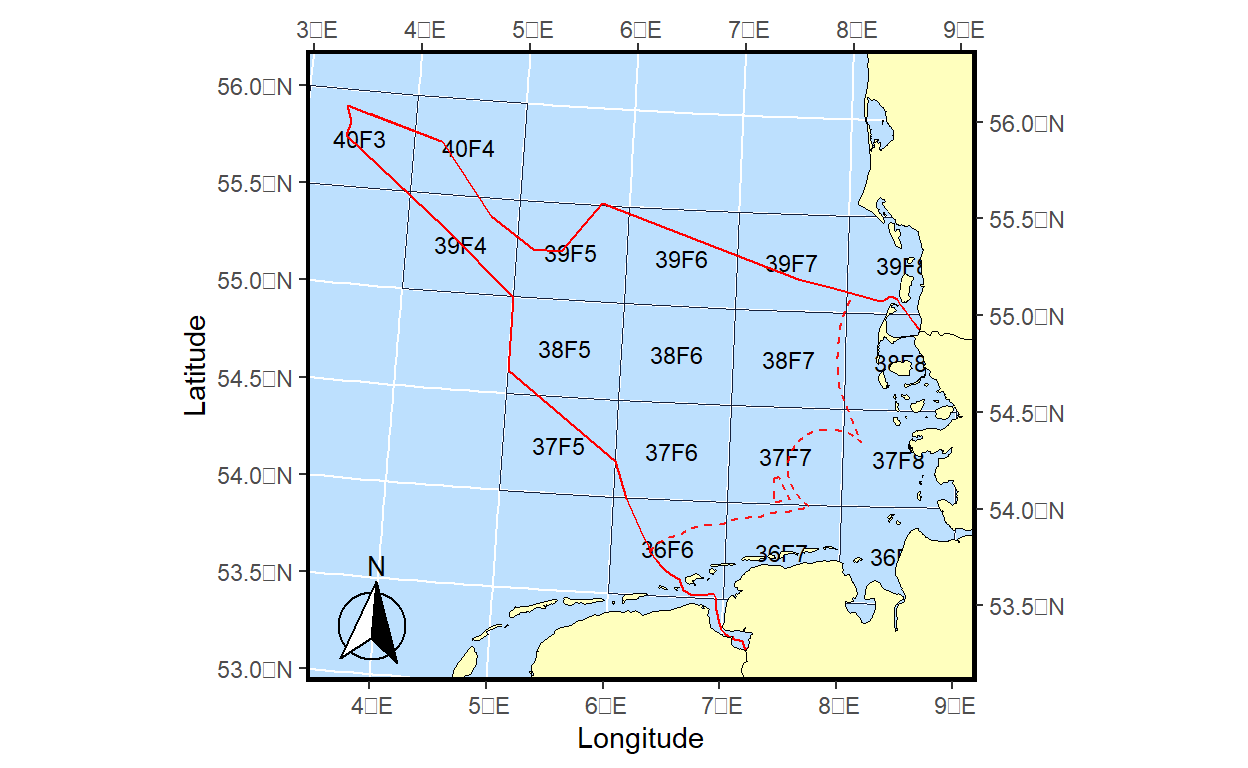 3□E 4□E 5□E 6□E 7□E 8□E 9□E
56.0□N
56.0□N
40F3
40F4
55.5□N
55.5□N
39F4
39F5
39F6
39F7
39F8
55.0□N
55.0□N
38F5
38F6
38F7
38F8
54.5□N
54.5□N
37F5
37F6
37F7
37F8
54.0□N
54.0□N
36F6
36F7
36F
N
53.5□N
53.5□N
53.0□N
4□E 5□E 6□E 7□E 8□E 9□E
Longitude
Latitude